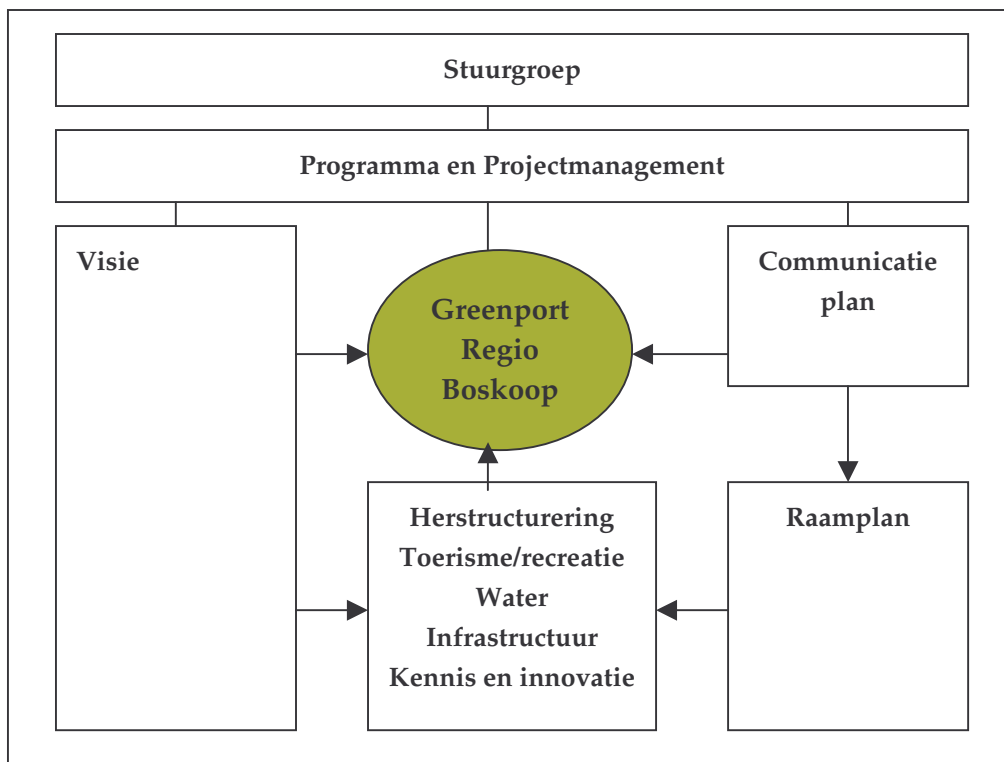 Stuurgroep
Programma en Projectmanagement
Visie
Greenport
Regio
Boskoop
Communicatie
plan
Herstructurering
Toerisme/recreatie
Water
Infrastructuur
Kennis en innovatie
Raamplan